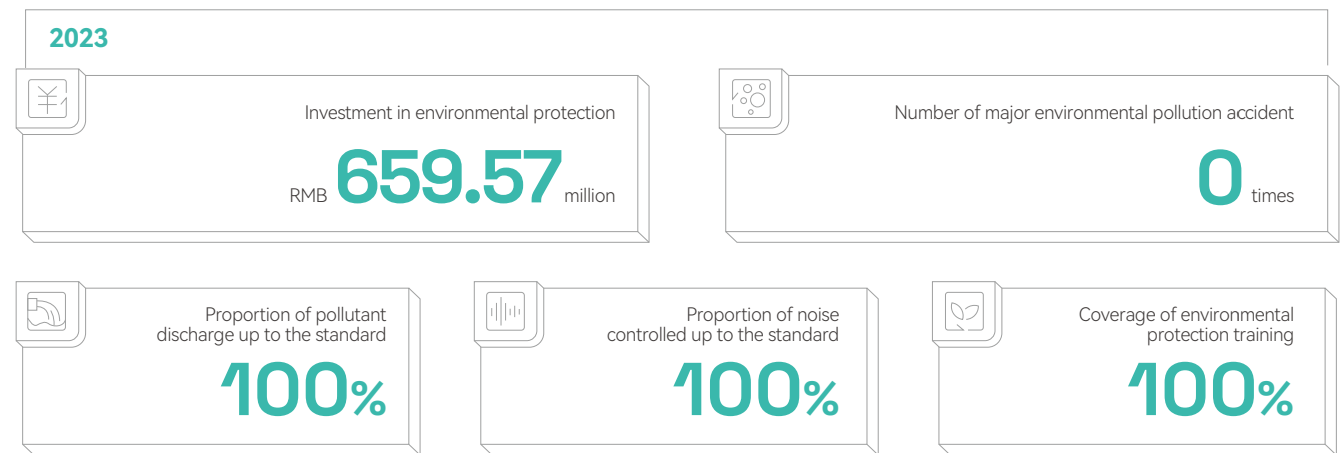 2023
Investment in environmental protection
RMB 659.57 million
Number of major environmental pollution accident
0 times
Proportion of pollutant
discharge up to the standard
100%
Proportion of noise
controlled up to the standard
100%
Coverage of environmental
protection training
100%